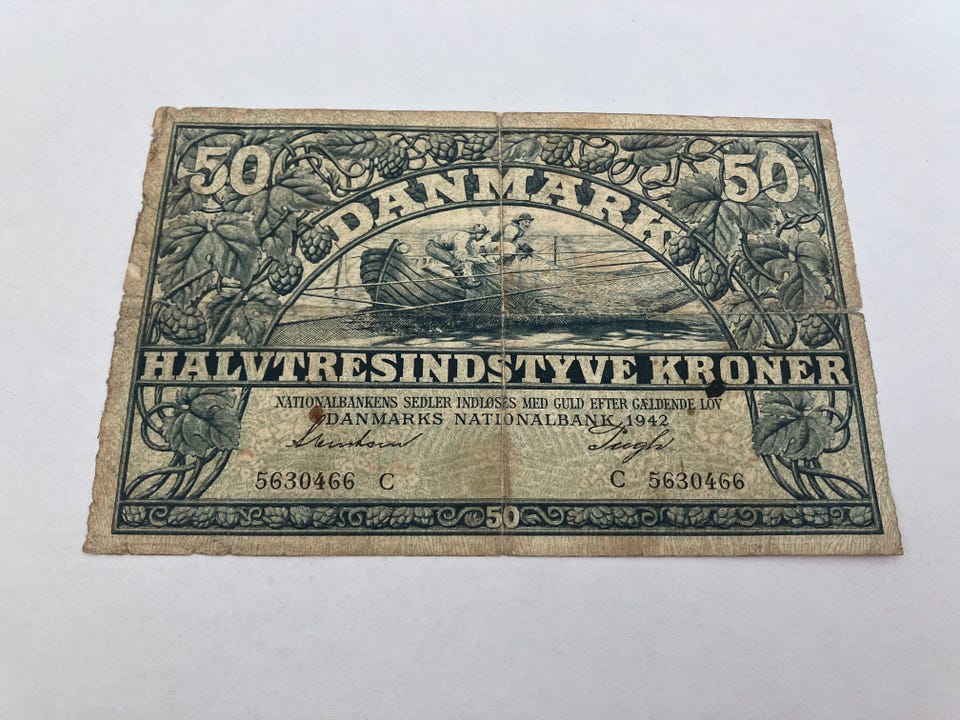 50 50
DANMARK
HALVTRESINDSTYVE KRONER
NATIONALBANKENS SEDLER INDLØSES MED GULD EFTER GÆLDENDE LOV
DANMARKS NATIONALBANK 1942
5630466 C C 5630466
50